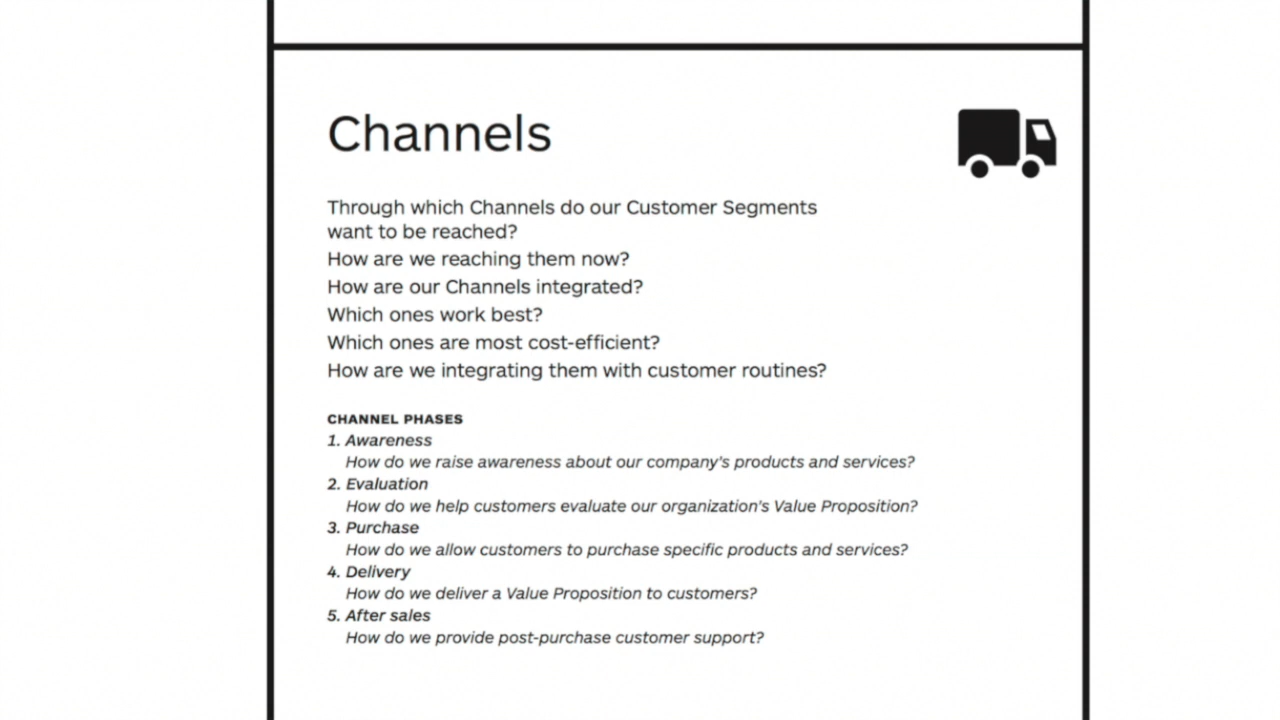 Channels
Through which Channels do our Customer Segments
want to be reached?
How are we reaching them now?
How are our Channels integrated?
Which ones work best?
Which ones are most cost-efficient?
How are we integrating them with customer routines?
CHANNEL PHASES
1. Awareness
How do we raise awareness about our company's products and services?
2. Evaluation
How do we help customers evaluate our organization's Value Proposition?
3. Purchase
How do we allow customers to purchase specific products and services?
4. Delivery
How do we deliver a Value Proposition to customers?
5. After sales
How do we provide post-purchase customer support?